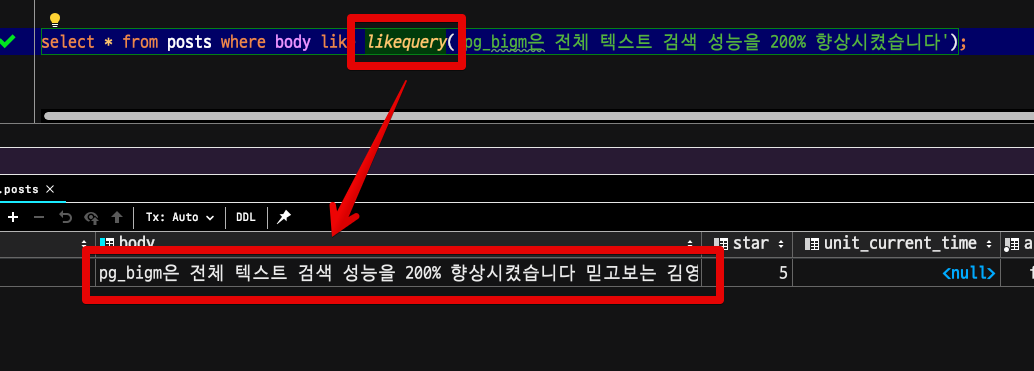 select * from posts where body lik likequery( pg_bigm은 전체 텍스트 검색 성능을 200% 향상시켰습니다');
.posts ×
Tx: Auto DDL
body star unit_current_time a
pg_bigm은 전체 텍스트 검색 성능을 200% 향상시켰습니다 믿고보는 김영 5 <null>